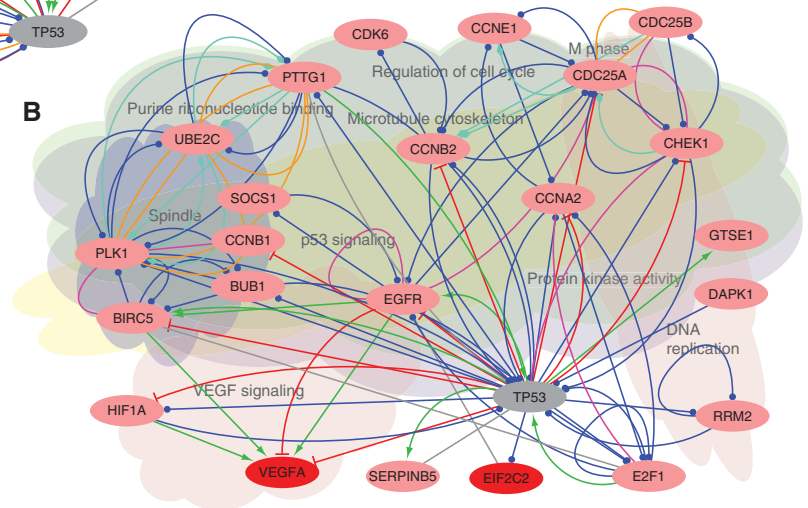 TP53
B
CDK6
CCNE1
CDC25B
M phase
PTTG1
Regulation of cell cycle
CDC25A
Purine riconucleotide binding
Microtubule cytoskeleton
UBE2C
CCNB2
CHEK1
SOCS1
CCNA2
Spindle
PLK1
CCNB1
p53 signaling
GTSE1
BUB1
EGFR
Protein kinase activity
DAPK1
BIRC5
DNA
replication
VEGF signaling
HIF1A
TP53
RRM2
VEGFA
SERPINB5
EIF2C2
E2F1